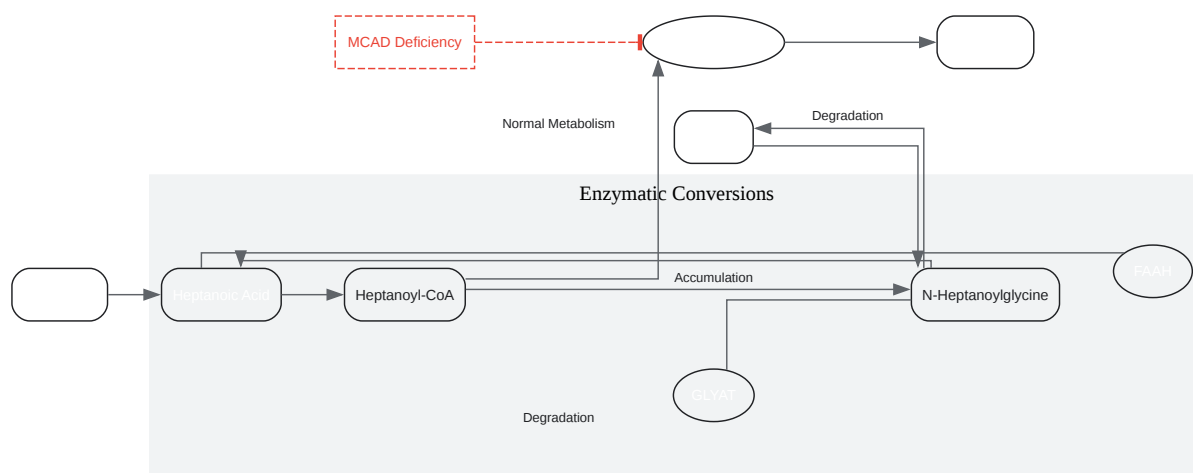 MCAD Deficiency
Normal Metabolism
Degradation
Enzymatic Conversions
Heptanoic Acid
Heptanoyl-CoA
Accumulation
N-Heptanoylglycine
FAAH
GLYAT
Degradation